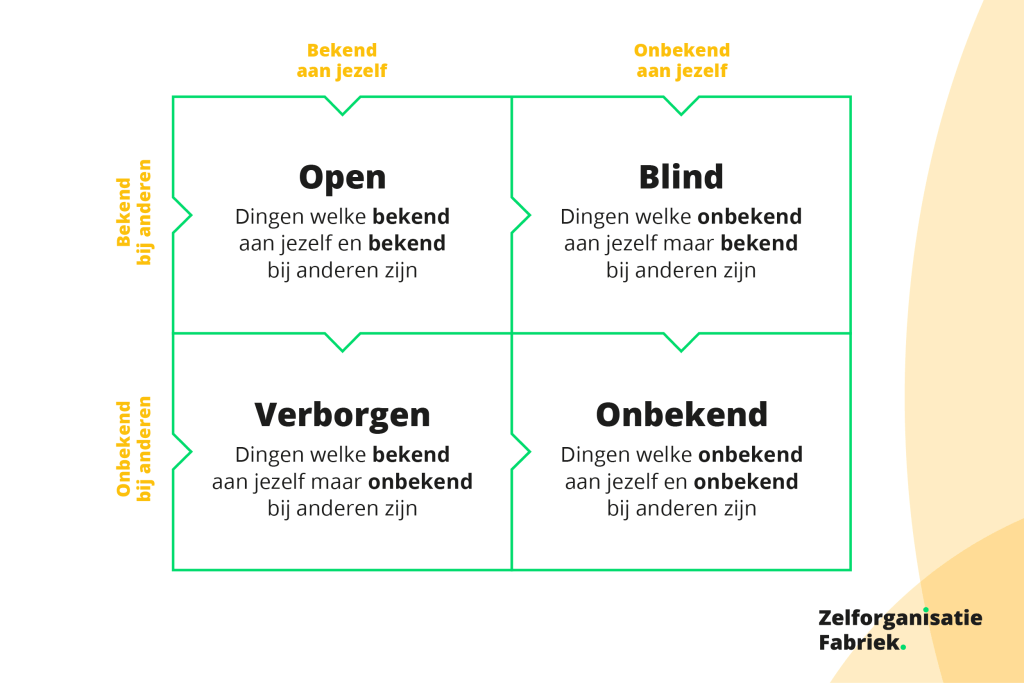 Bekend
aan jezelf
Onbekend
aan jezelf
Bekend
bij anderen
Open
Dingen welke bekend
aan jezelf en bekend
bij anderen zijn
Blind
Dingen welke onbekend
aan jezelf maar bekend
bij anderen zijn
Onbekend
bij anderen
Verborgen
Dingen welke bekend
aan jezelf maar onbekend
bij anderen zijn
Onbekend
Dingen welke onbekend
aan jezelf en onbekend
bij anderen zijn
Zelforganisatie
Fabriek.